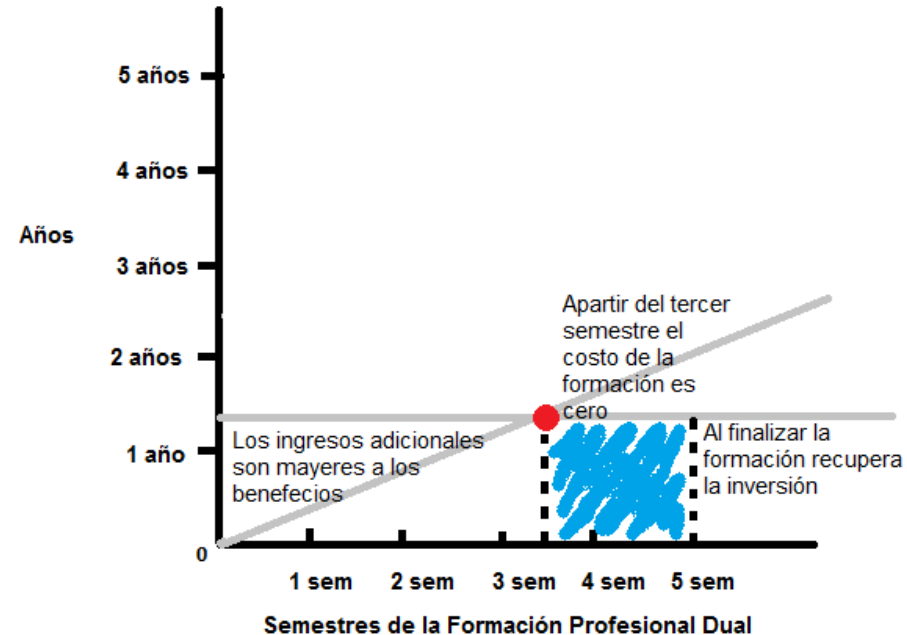 5 años
4 años
Años
3 años
Apartir del tercer
semestre el
costo de la
formación es
cero
2 años
Los ingresos adicionales
son mayeres a los
benefecios
Al finalizar la
formación recupera
la inversión
1 año
0
1 sem
2 sem
3 sem
4 sem
5 sem
Semestres de la Formación Profesional Dual